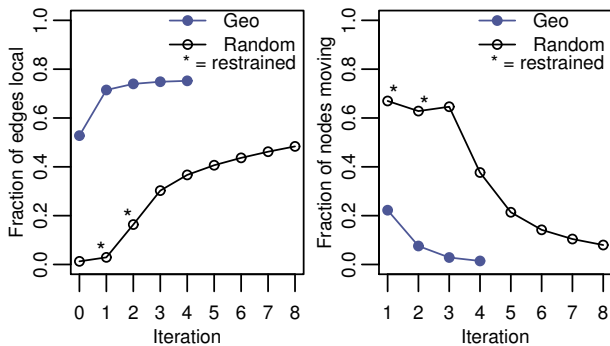 Geo
Random
* = restrained
Fraction of edges local
0.0 0.2 0.4 0.6 0.8 1.0
* *
0 1 2 3 4 5 6 7 8
Iteration
Geo
Random
* = restrained
Fraction of nodes moving
0.0 0.2 0.4 0.6 0.8 1.0
* *
1 2 3 4 5 6 7 8
Iteration